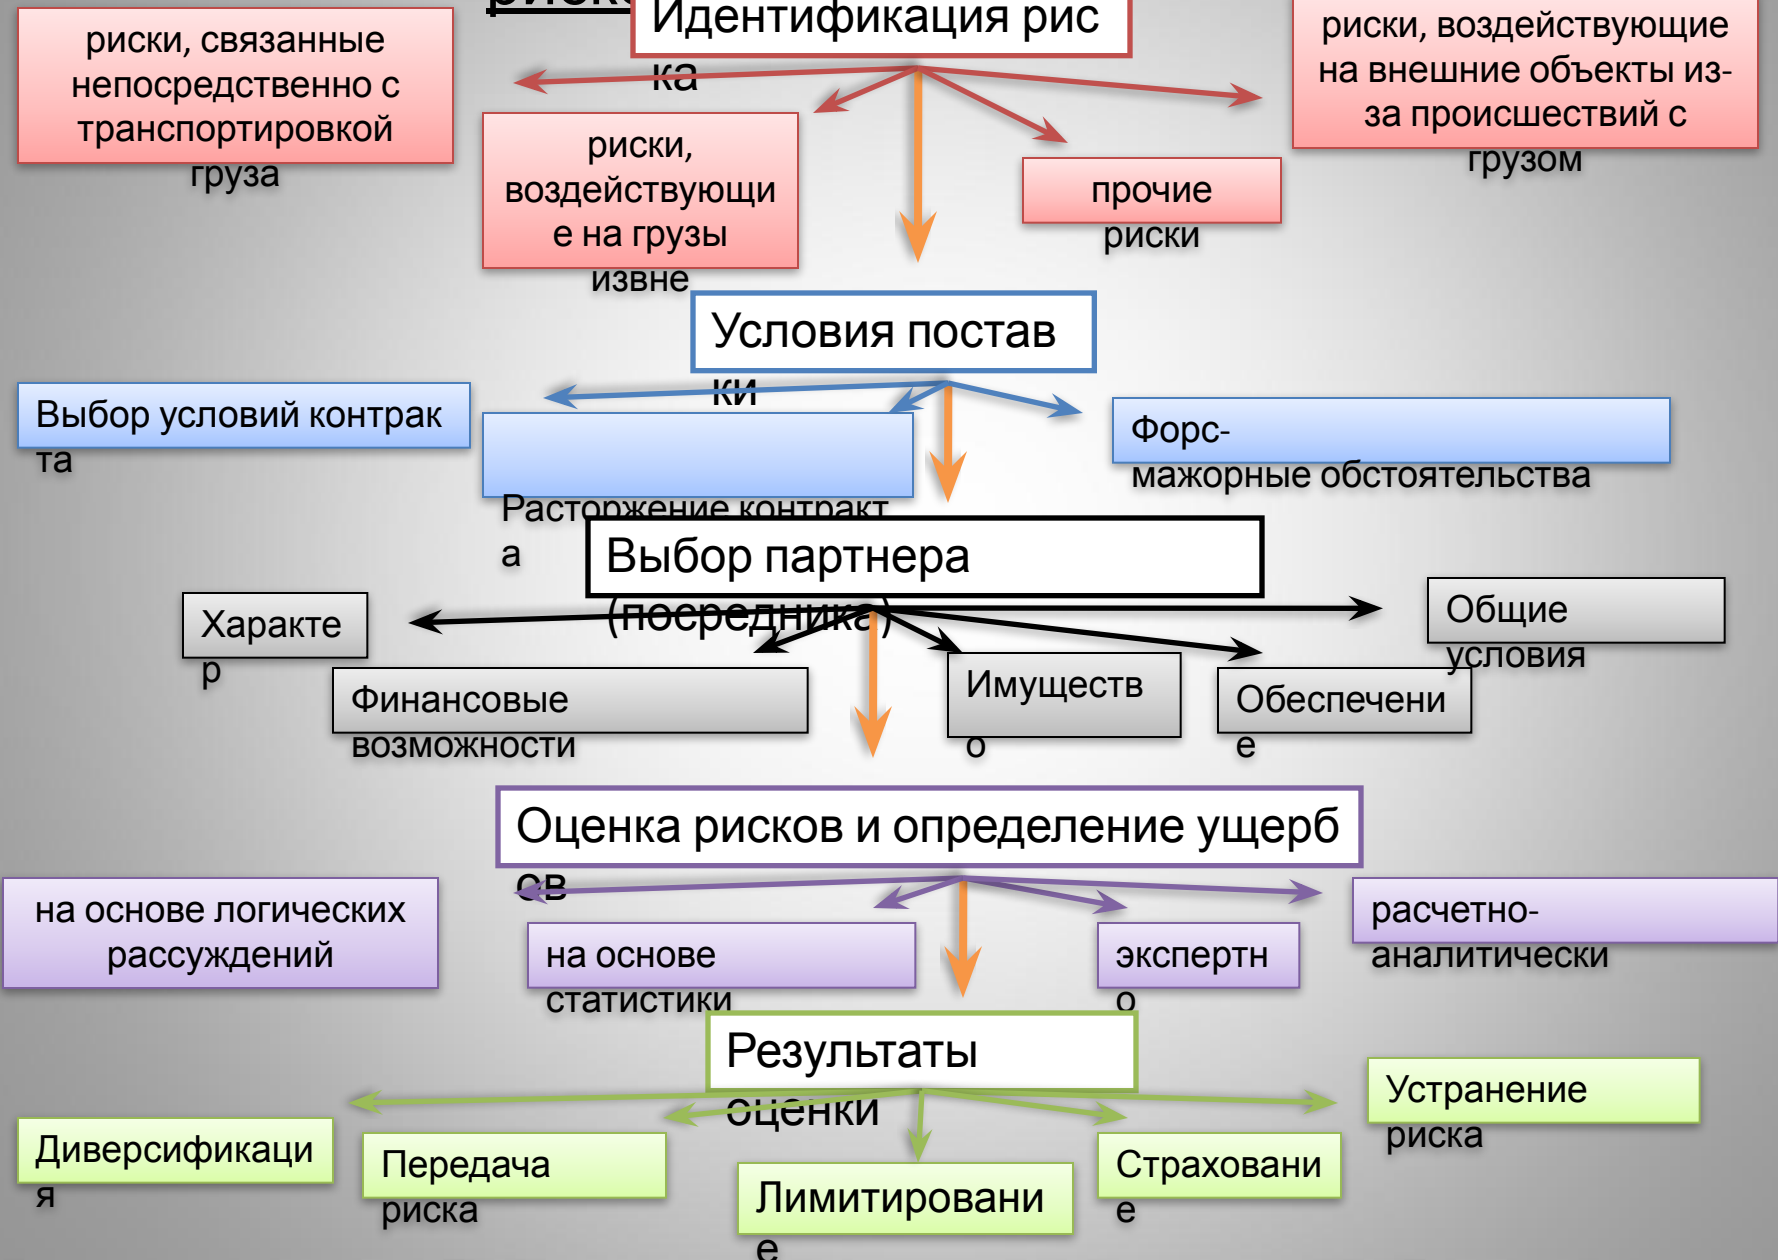 Идентификация рис
ка
риски, связанные
непосредственно с
транспортировкой
груза
риски,
воздействующи
е на грузы
извне
прочие
риски
риски, воздействующие
на внешние объекты из-
за происшествий с
грузом
Условия постав
ки
Выбор условий контрак
та
Расторжение контракт
а
Форс-
мажорные обстоятельства
Выбор партнера
(посредника)
Характе
р
Финансовые
возможности
Имуществ
о
Обеспечени
е
Общие
условия
Оценка рисков и определение ущерб
ов
на основе логических
рассуждений
на основе
статистики
экспертн
о
расчетно-
аналитически
Результаты
оценки
Диверсификаци
я
Передача
риска
Лимитировани
е
Страховани
е
Устранение
риска